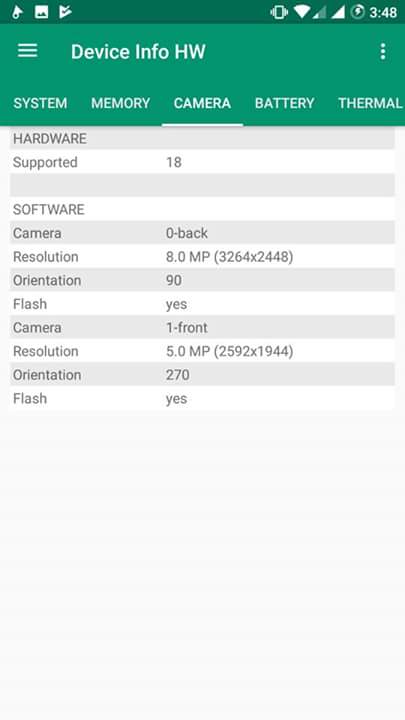 3:48
Device Info HW
SYSTEM MEMORY CAMERA BATTERY THERMAL
HARDWARE
Supported 18
SOFTWARE
Camera 0-back
Resolution 8.0 MP (3264x2448)
Orientation 90
Flash yes
Camera 1-front
Resolution 5.0 MP (2592x1944)
Orientation 270
Flash yes